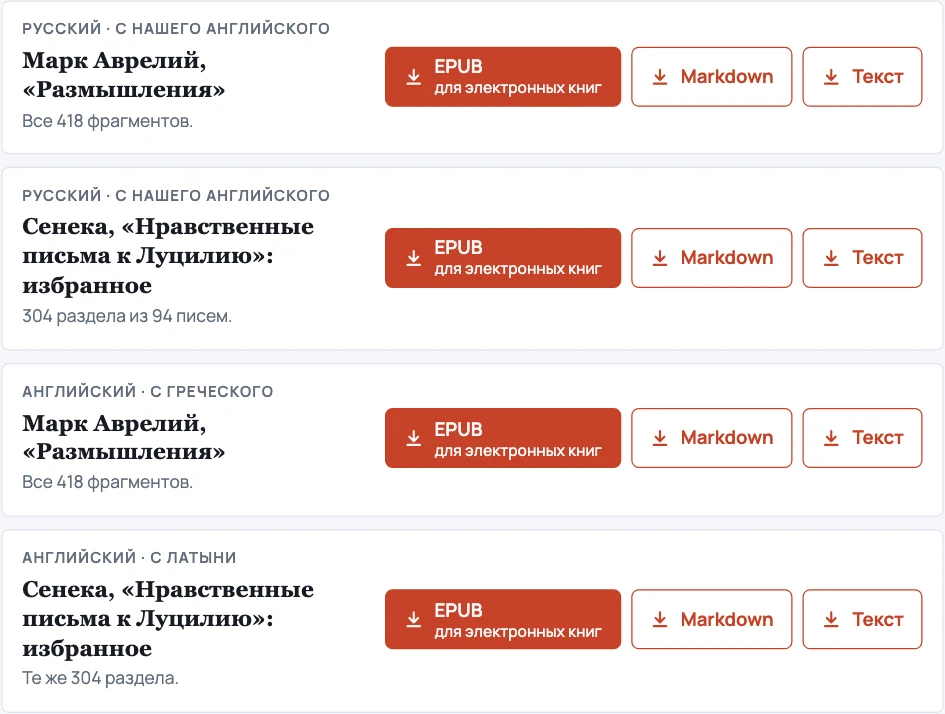 РУССКИЙ · С НАШЕГО АНГЛИЙСКОГО
Марк Аврелий,
«Размышления»
Все 418 фрагментов.
EPUB
для электронных книг
Markdown
Текст
РУССКИЙ · С НАШЕГО АНГЛИЙСКОГО
Сенека, «Нравственные
письма к Луцилию»:
избранное
304 раздела из 94 писем.
EPUB
для электронных книг
Markdown
Текст
АНГЛИЙСКИЙ · С ГРЕЧЕСКОГО
Марк Аврелий,
«Размышления»
Все 418 фрагментов.
EPUB
для электронных книг
Markdown
Текст
АНГЛИЙСКИЙ · С ЛАТЫНИ
Сенека, «Нравственные
письма к Луцилию»:
избранное
Те же 304 раздела.
EPUB
для электронных книг
Markdown
Текст